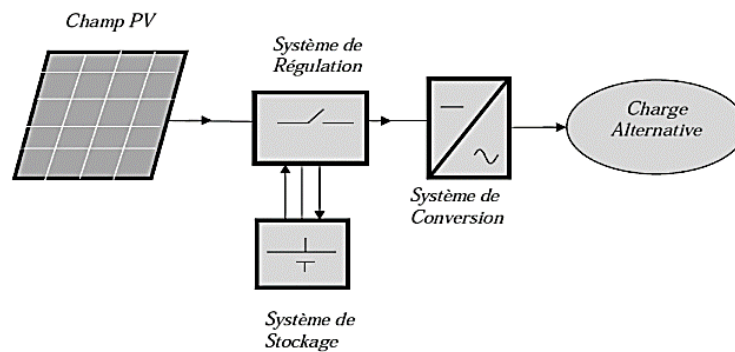 Champ PV
Système de
Régulation
Charge
Alternative
Système de
Conversion
Système de
Stockage